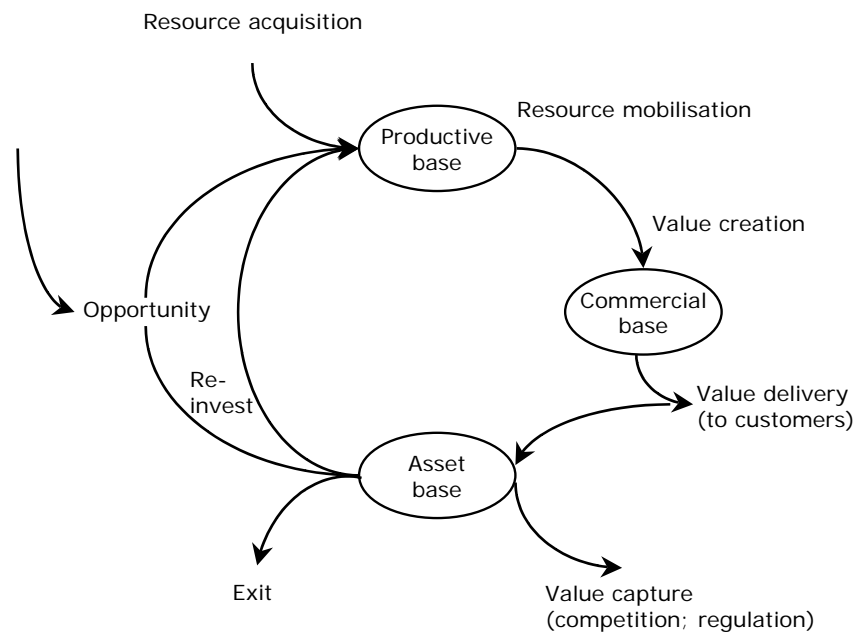 Resource acquisition
Resource mobilisation
Productive
base
Value creation
Commercial
base
Opportunity
Re-
invest
Value delivery
(to customers)
Asset
base
Exit
Value capture
(competition; regulation)